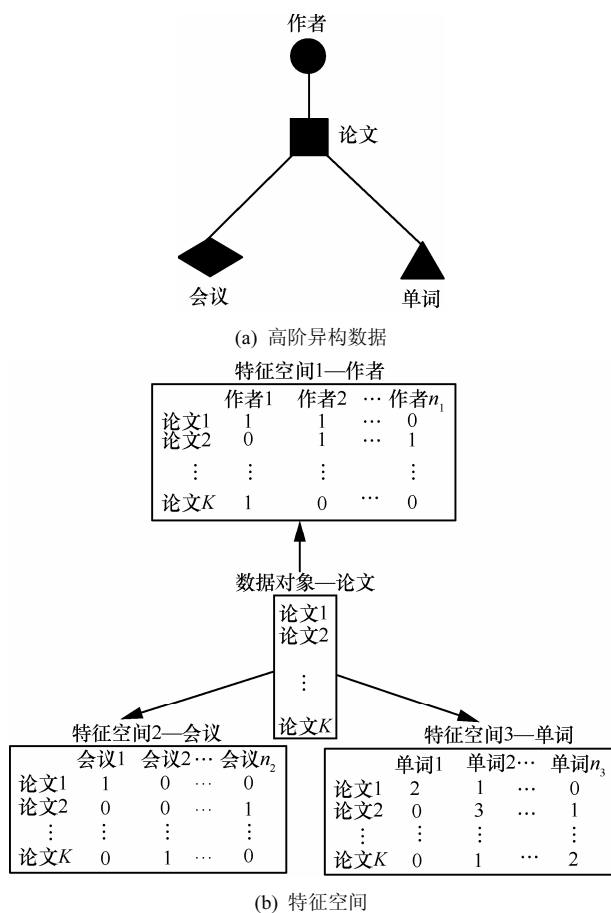 作者
论文
会议 单词
(a) 高阶异构数据
特征空间1—作者
作者1 作者2 … 作者n₁
论文1 1 1 … 0
论文2 0 1 … 1
⋮ ⋮ ⋮ ⋮
论文K 1 0 … 0
数据对象—论文
论文1
论文2
⋮
论文K
特征空间2—会议
会议1 会议2 … 会议n₂
论文1 1 0 … 0
论文2 0 0 … 1
⋮ ⋮ ⋮ ⋮
论文K 0 1 … 0
特征空间3—单词
单词1 单词2… 单词n₃
论文1 2 1 … 0
论文2 0 3 … 1
⋮ ⋮ ⋮ ⋮
论文K 0 1 … 2
(b) 特征空间